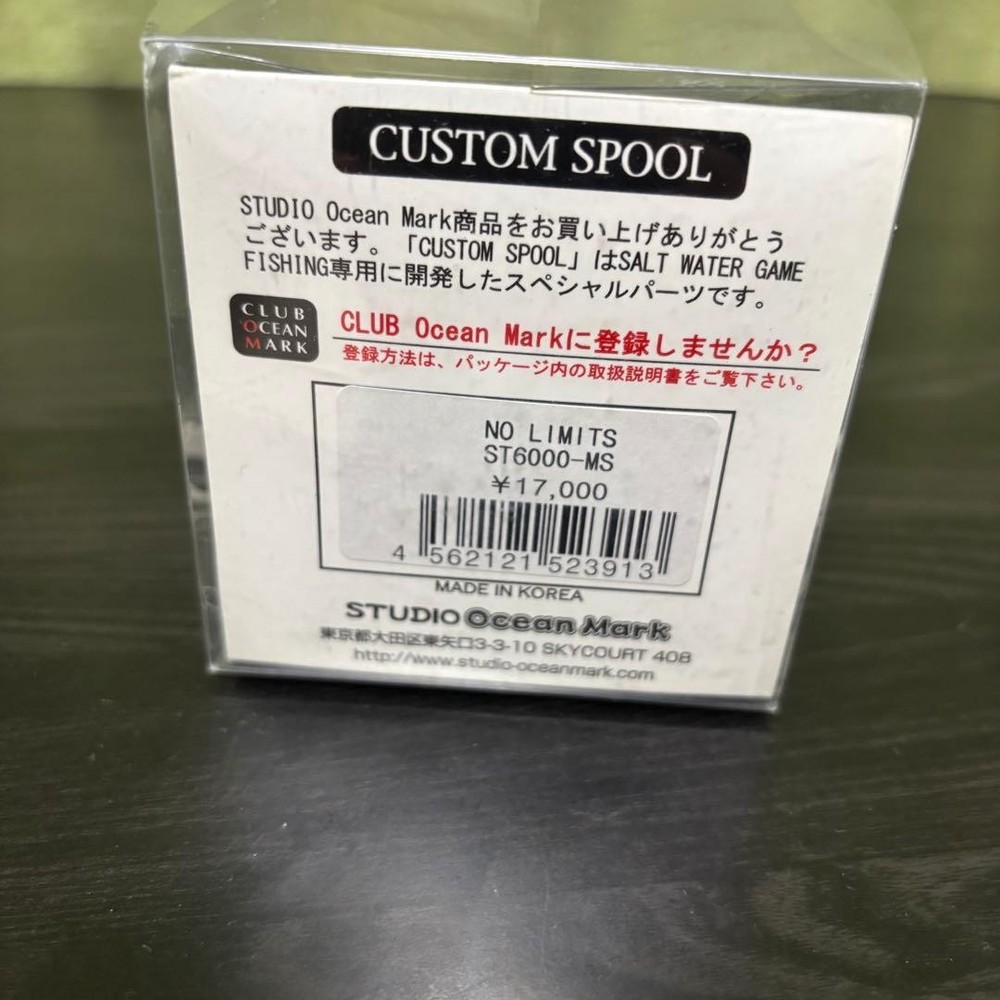 CUSTOM SPOOL
STUDIO Ocean Mark商品をお買い上げありがとう
ございます。「CUSTOM SPOOL」はSALT WATER GAME
FISHING専用に開発したスペシャルパーツです。
CLUB
OCEAN
MARK
CLUB Ocean Markに登録しませんか？
登録方法は、パッケージ内の取扱説明書をご覧下さい。
NO LIMITS
ST6000-MS
¥17,000
4 562121 523913
MADE IN KOREA
STUDIO Ocean Mark
東京都大田区東矢口3-3-10 SKYCOURT 408
http://www.studio-oceanmark.com